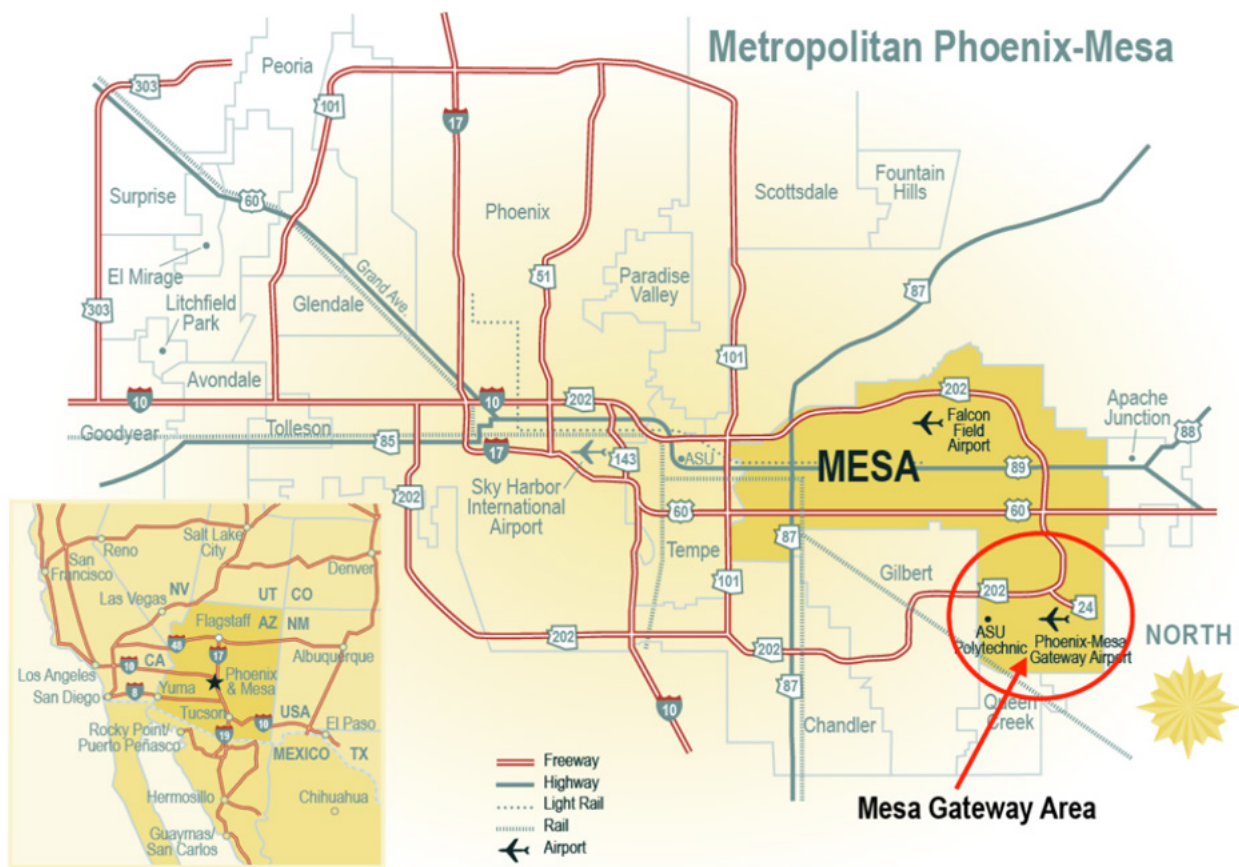 Metropolitan Phoenix-Mesa
Peoria
303
101
17
Surprise
60
Phoenix
Scottsdale
Fountain
Hills
El Mirage
Grand Ave
51
Paradise
Valley
87
303
Litchfield
Park
Glendale
101
Avondale
10
10
202
202
Falcon
Field
Airport
Apache
Junction
88
Goodyear
Tolleson
85
17
143
ASU
MESA
89
202
Sky Harbor
International
Airport
60
60
Tempe
87
Gilbert
101
202
24
ASU
Polytechnic
Phoenix-Mesa
Gateway Airport
NORTH
202
202
87
10
Chandler
Queen
Creek
Mesa Gateway Area
Freeway
Highway
Light Rail
Rail
Airport
Reno
Salt Lake
City
San
Francisco
Denver
NV
UT
CO
Las Vegas
Flagstaff
AZ
NM
40
17
CA
Albuquerque
Los Angeles
10
Phoenix
& Mesa
San Diego
8
Yuma
Tucson
10
USA
El Paso
Rocky Point/
Puerto Peñasco
19
MEXICO
TX
Hermosillo
Chihuahua
Guaymas/
San Carlos